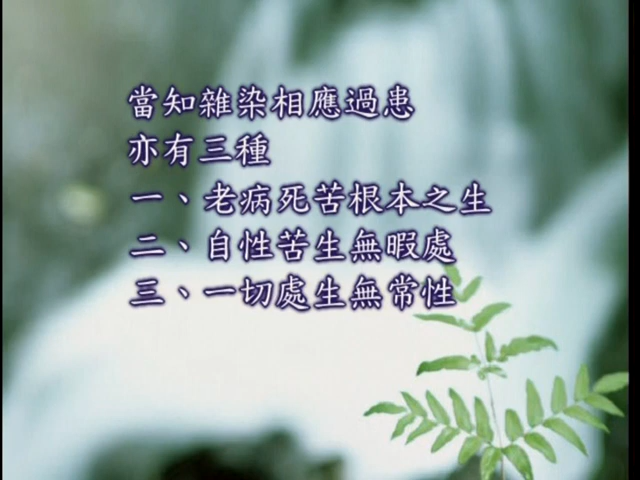 當知雜染相應過患
亦有三種
一、老病死苦根本之生
二、自性苦生無暇處
三、一切處生無常性